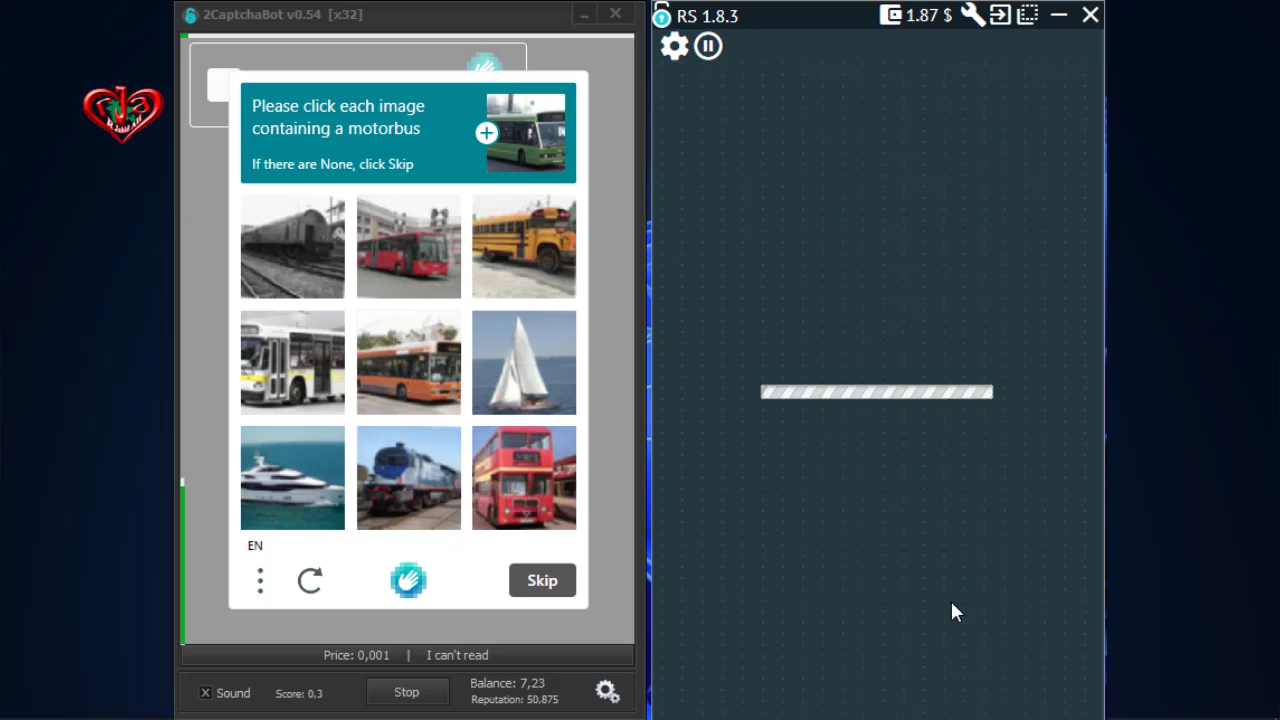 2CaptchaBot v0.54 [x32]
Please click each image
containing a motorbus
If there are None, click Skip
EN
Skip
Price: 0,001 | I can't read
Sound
Score: 0,3
Stop
Balance: 7,23
Reputation: 50,875
RS 1.8.3
1.87 $